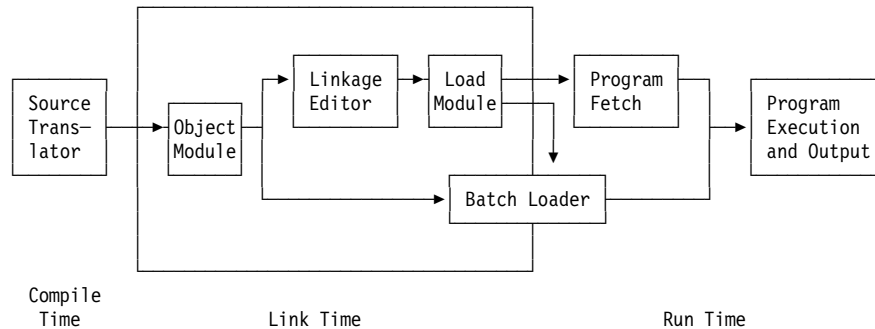 Source
Trans–
lator
Object
Module
Linkage
Editor
Load
Module
Program
Fetch
Batch Loader
Program
Execution
and Output
Compile
Time
Link Time
Run Time